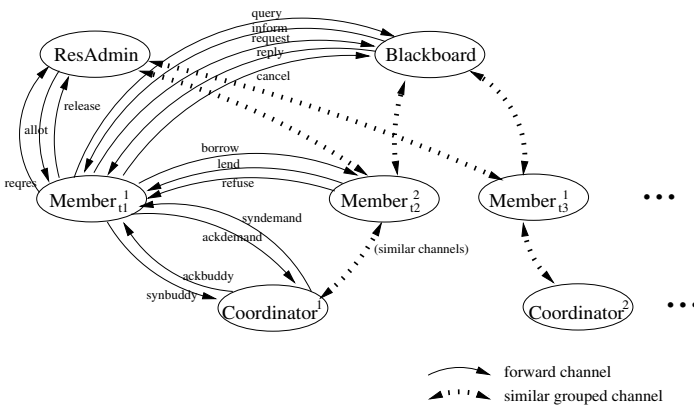 query
inform
request
reply
cancel
ResAdmin
Blackboard
release
allot
reqres
borrow
lend
refuse
Member 1 t1
Member 2 t2
Member 1 t3
...
syndemand
ackdemand
(similar channels)
ackbuddy
synbuddy
Coordinator 1
Coordinator 2
...
forward channel
similar grouped channel